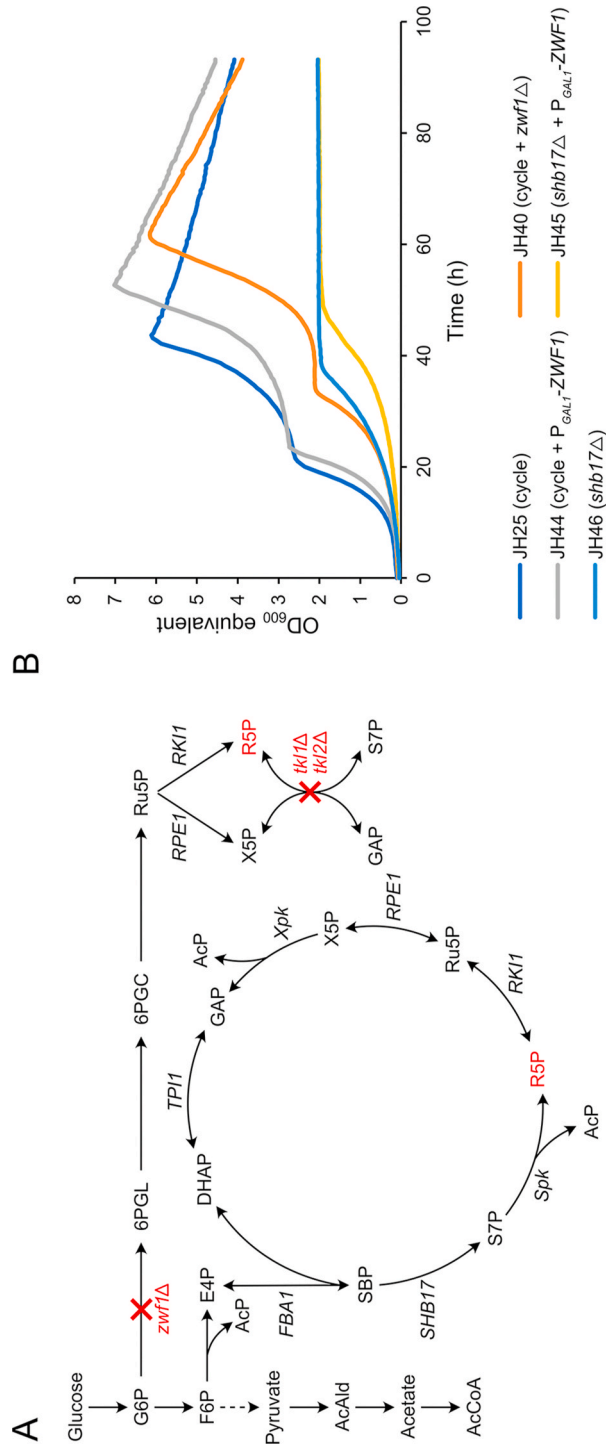 A
Glucose
G6P
6PGL
6PGC
Ru5P
zwf1Δ
RPE1
RKI1
F6P
E4P
AcP
X5P
R5P
tkl1Δ
tkl2Δ
GAP
S7P
Pyruvate
AcAld
Acetate
AcCoA
DHAP
TPI1
GAP
AcP
Xpk
X5P
RPE1
Ru5P
RKI1
R5P
AcP
Spk
S7P
SHB17
SBP
FBA1
B
OD600 equivalent
8
7
6
5
4
3
2
1
0
0 20 40 60 80 100
Time (h)
JH25 (cycle)
JH40 (cycle + zwf1△)
JH44 (cycle + PGAL1-ZWF1)
JH45 (shb17△ + PGAL1-ZWF1)
JH46 (shb17△)